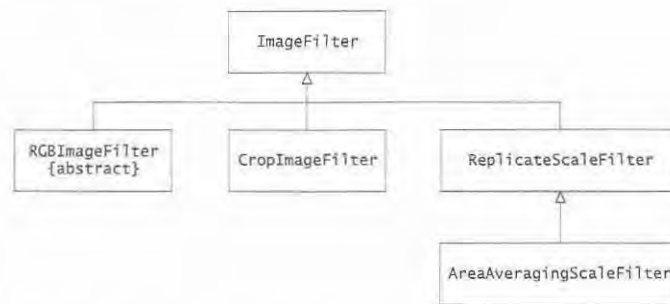 ImageFilter
RGBImageFilter
{abstract}
CropImageFilter
ReplicateScaleFilter
AreaAveragingScaleFilter